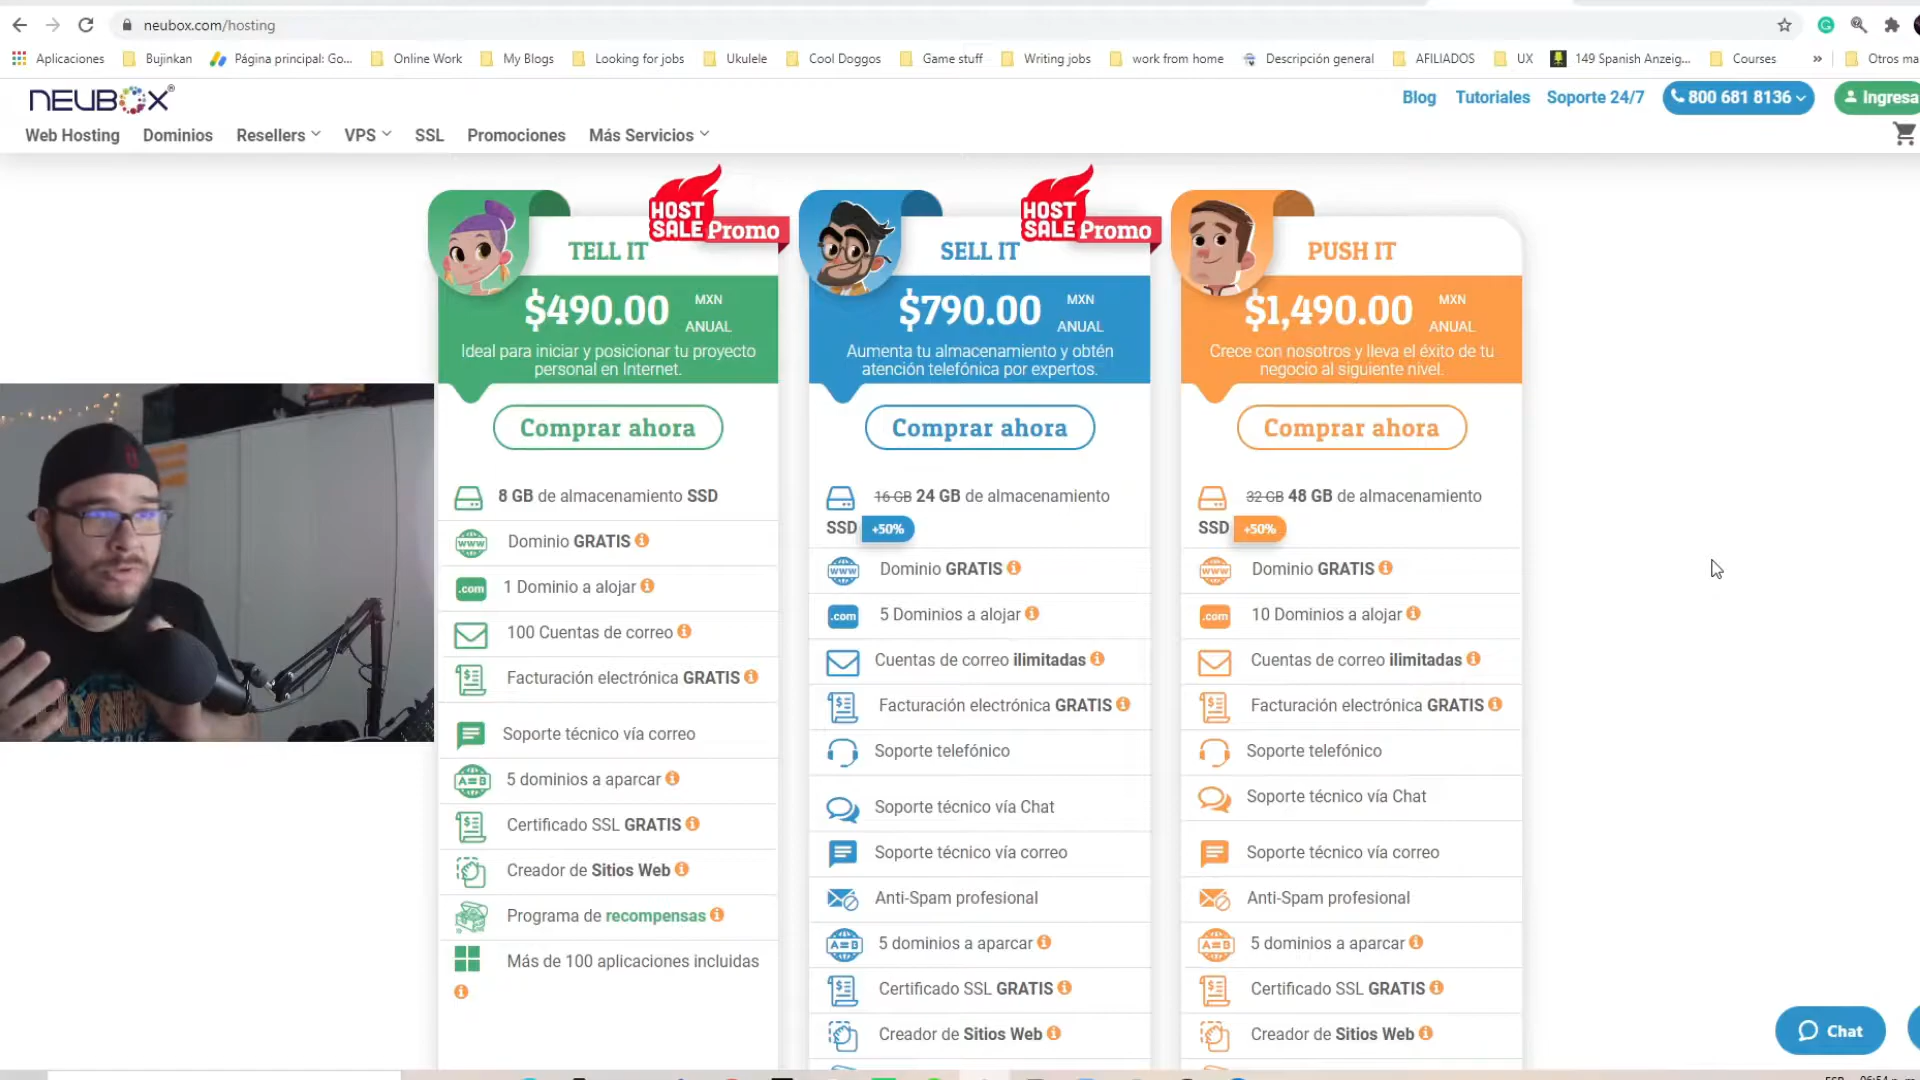 neubox.com/hosting
Aplicaciones
Bujinkan
Página principal: Go...
Online Work
My Blogs
Looking for jobs
Ukulele
Cool Doggos
Game stuff
Writing jobs
work from home
Descripción general
AFILIADOS
UX
149 Spanish Anzeig...
Courses
»
Otros ma
NEUBOX®
Blog
Tutoriales
Soporte 24/7
800 681 8136
Ingresa
Web Hosting
Dominios
Resellers
VPS
SSL
Promociones
Más Servicios
HOST
SALE Promo
TELL IT
$490.00 MXN
ANUAL
Ideal para iniciar y posicionar tu proyecto
personal en Internet.
Comprar ahora
8 GB de almacenamiento SSD
www Dominio GRATIS
.com 1 Dominio a alojar
100 Cuentas de correo
Facturación electrónica GRATIS
Soporte técnico vía correo
A=B 5 dominios a aparcar
Certificado SSL GRATIS
Creador de Sitios Web
Programa de recompensas
Más de 100 aplicaciones incluidas
HOST
SALE Promo
SELL IT
$790.00 MXN
ANUAL
Aumenta tu almacenamiento y obtén
atención telefónica por expertos.
Comprar ahora
16 GB 24 GB de almacenamiento
SSD +50%
www Dominio GRATIS
.com 5 Dominios a alojar
Cuentas de correo ilimitadas
Facturación electrónica GRATIS
Soporte telefónico
Soporte técnico vía Chat
Soporte técnico vía correo
Anti-Spam profesional
A=B 5 dominios a aparcar
Certificado SSL GRATIS
Creador de Sitios Web
PUSH IT
$1,490.00 MXN
ANUAL
Crece con nosotros y lleva el éxito de tu
negocio al siguiente nivel.
Comprar ahora
32 GB 48 GB de almacenamiento
SSD +50%
www Dominio GRATIS
.com 10 Dominios a alojar
Cuentas de correo ilimitadas
Facturación electrónica GRATIS
Soporte telefónico
Soporte técnico vía Chat
Soporte técnico vía correo
Anti-Spam profesional
A=B 5 dominios a aparcar
Certificado SSL GRATIS
Creador de Sitios Web
Chat